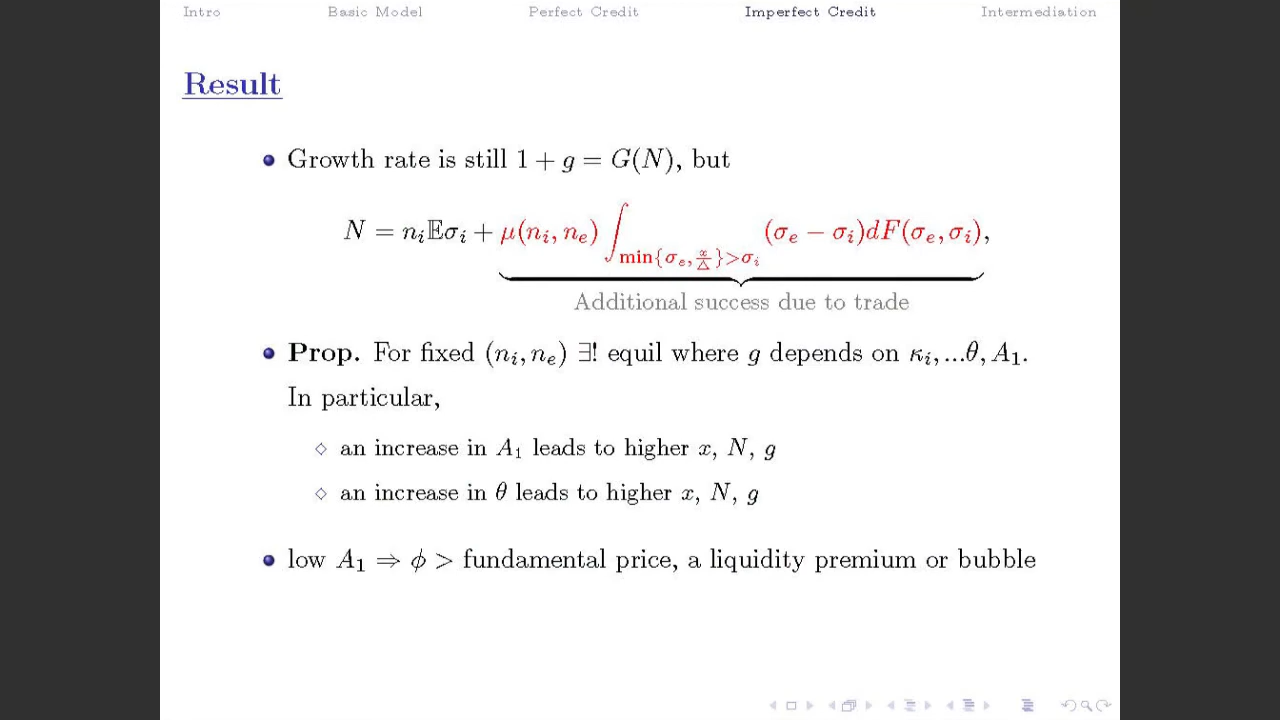 Intro Basic Model Perfect Credit Imperfect Credit Intermediation
Result
Growth rate is still 1 + g = G(N), but
N = n_i 𝔼σ_i + μ(n_i, n_e) ∫_{min{σ_e, x/Δ}>σ_i} (σ_e − σ_i)dF(σ_e, σ_i),
Additional success due to trade
Prop. For fixed (n_i, n_e) ∃! equil where g depends on κ_i, ...θ, A_1.
In particular,
an increase in A_1 leads to higher x, N, g
an increase in θ leads to higher x, N, g
low A_1 ⇒ ϕ > fundamental price, a liquidity premium or bubble